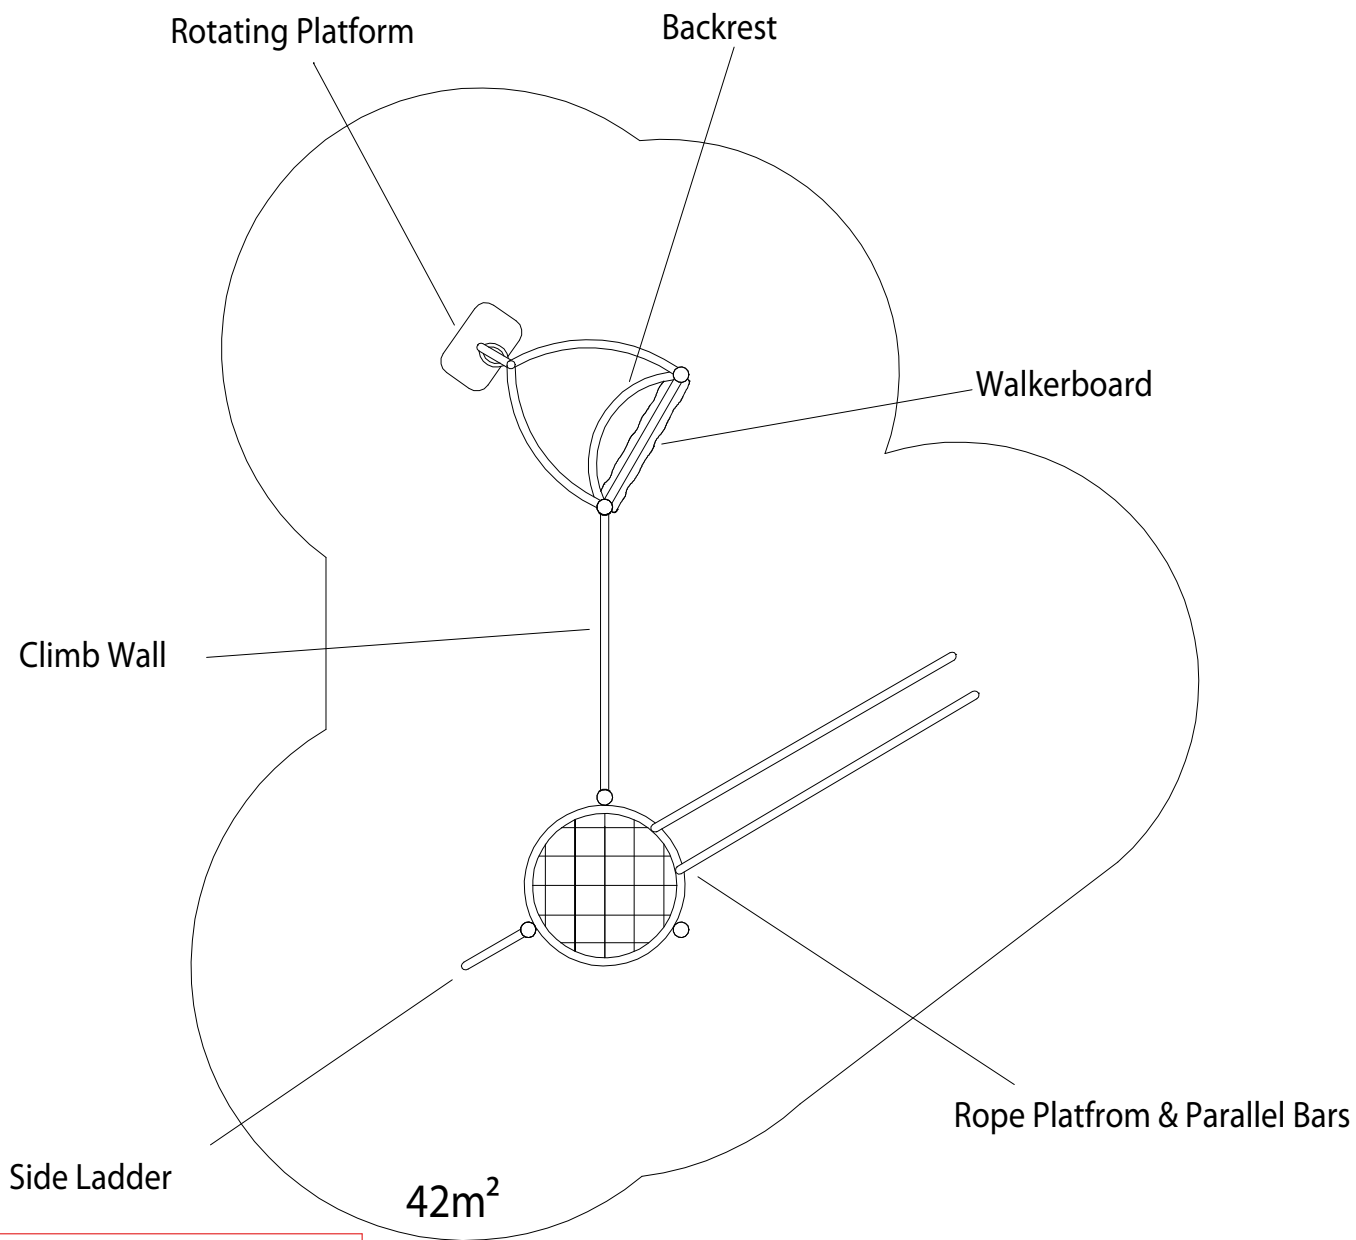 Rotating Platform
Backrest
Walkerboard
Climb Wall
Rope Platfrom & Parallel Bars
Side Ladder
42m²